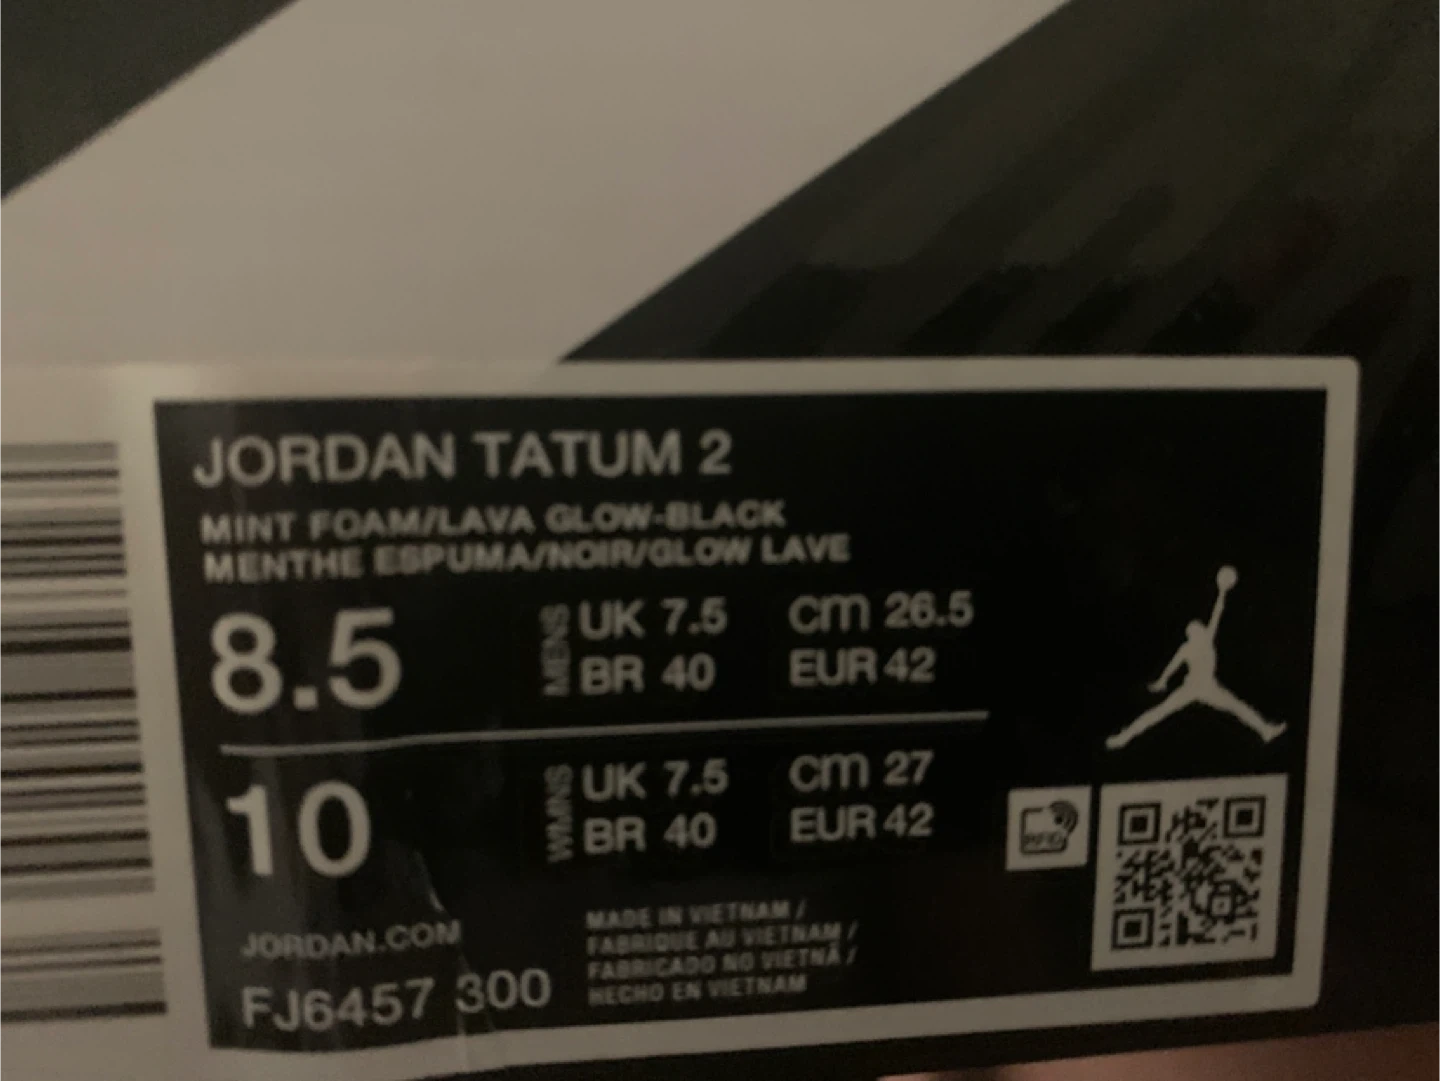 JORDAN TATUM 2
MINT FOAM/LAVA GLOW-BLACK
MENTHE ESPUMA/NOIR/GLOW LAVE
8.5 MENS UK 7.5 CM 26.5
BR 40 EUR 42
10 WMNS UK 7.5 CM 27
BR 40 EUR 42
RFID
JORDAN.COM
FJ6457 300
MADE IN VIETNAM /
FABRIQUE AU VIETNAM /
FABRICADO NO VIETNÃ /
HECHO EN VIETNAM